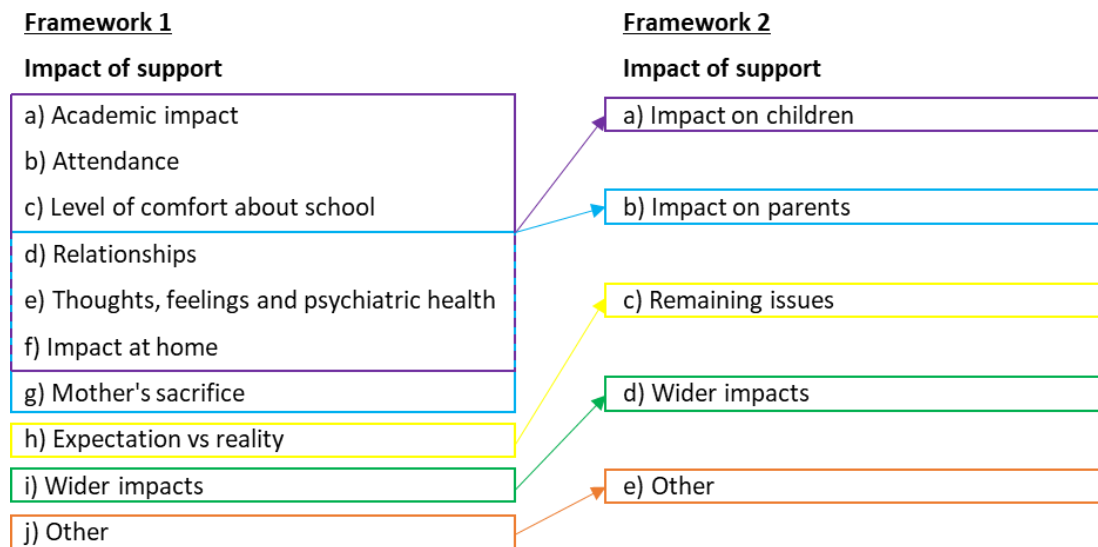 Framework 1
Impact of support
a) Academic impact
b) Attendance
c) Level of comfort about school
d) Relationships
e) Thoughts, feelings and psychiatric health
f) Impact at home
g) Mother's sacrifice
h) Expectation vs reality
i) Wider impacts
j) Other
Framework 2
Impact of support
a) Impact on children
b) Impact on parents
c) Remaining issues
d) Wider impacts
e) Other